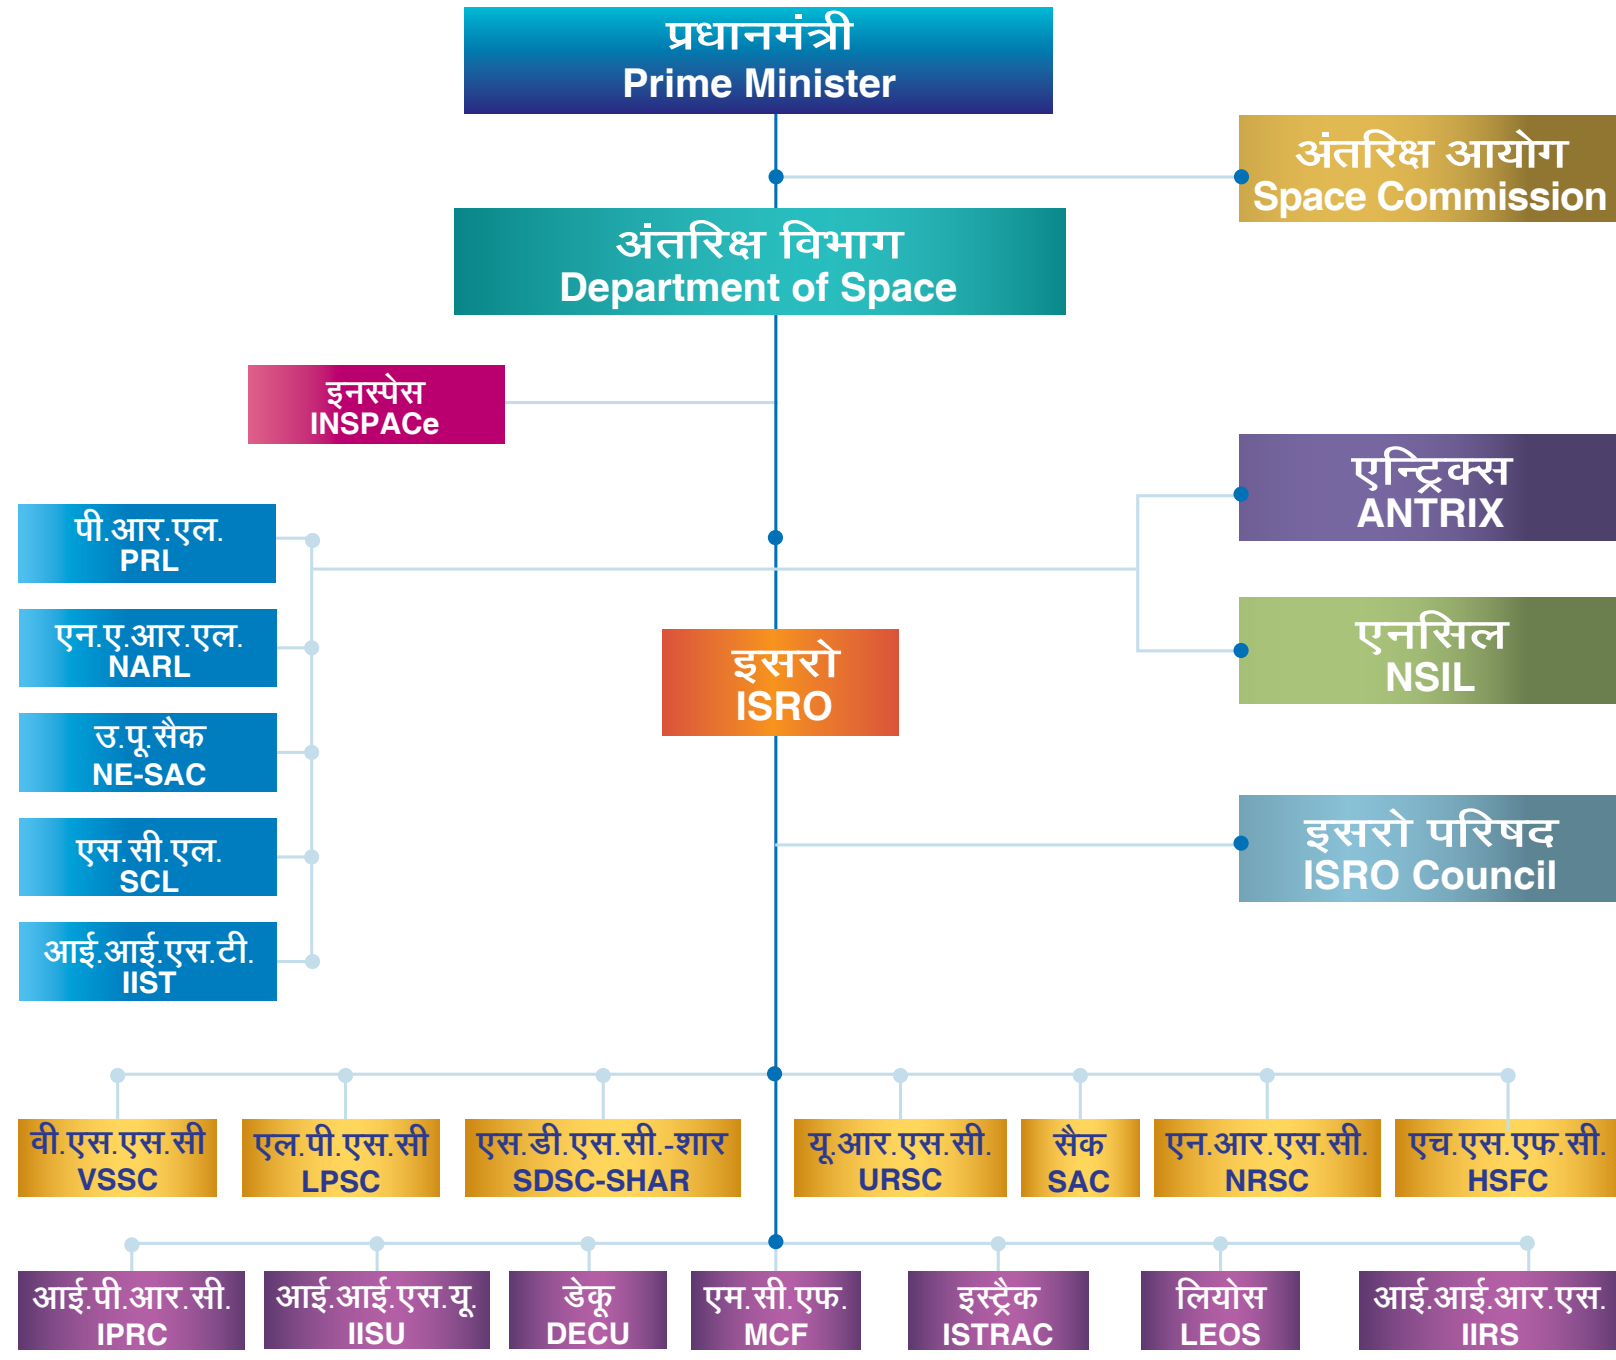 प्रधानमंत्री
Prime Minister
अंतरिक्ष आयोग
Space Commission
अंतरिक्ष विभाग
Department of Space
इनस्पेस
INSPACe
एन्ट्रिक्स
ANTRIX
पी.आर.एल.
PRL
एन.ए.आर.एल.
NARL
एनसिल
NSIL
इसरो
ISRO
उ.पू.सैक
NE-SAC
इसरो परिषद
ISRO Council
एस.सी.एल.
SCL
आई.आई.एस.टी.
IIST
वी.एस.एस.सी
VSSC
एल.पी.एस.सी
LPSC
एस.डी.एस.सी.-शार
SDSC-SHAR
यू.आर.एस.सी.
URSC
सैक
SAC
एन.आर.एस.सी.
NRSC
एच.एस.एफ.सी.
HSFC
आई.पी.आर.सी.
IPRC
आई.आई.एस.यू.
IISU
डेकू
DECU
एम.सी.एफ.
MCF
इस्ट्रैक
ISTRAC
लियोस
LEOS
आई.आई.आर.एस.
IIRS